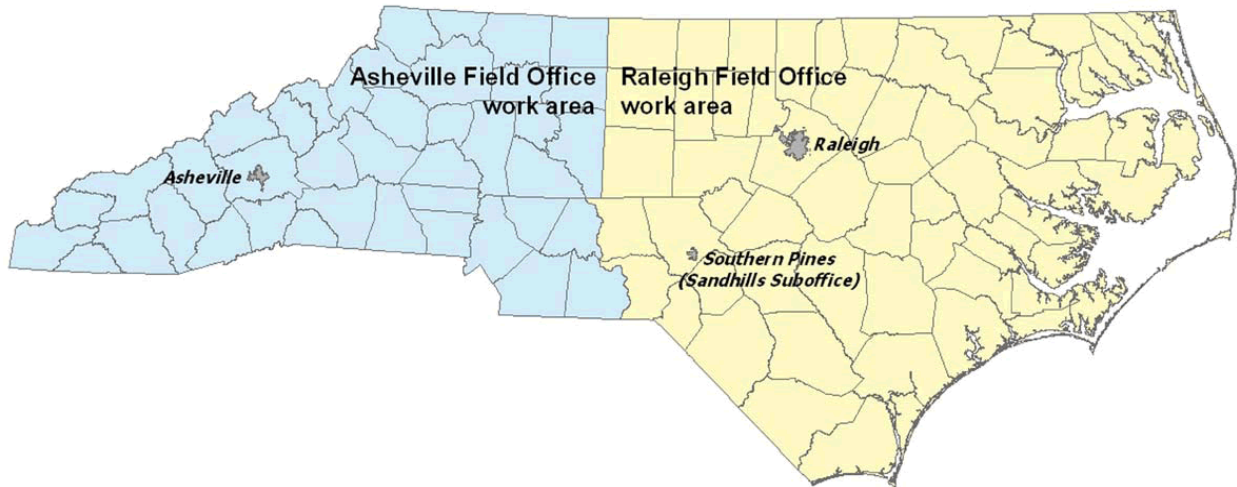 Asheville Field Office
work area
Raleigh Field Office
work area
Raleigh
Asheville
Southern Pines
(Sandhills Suboffice)